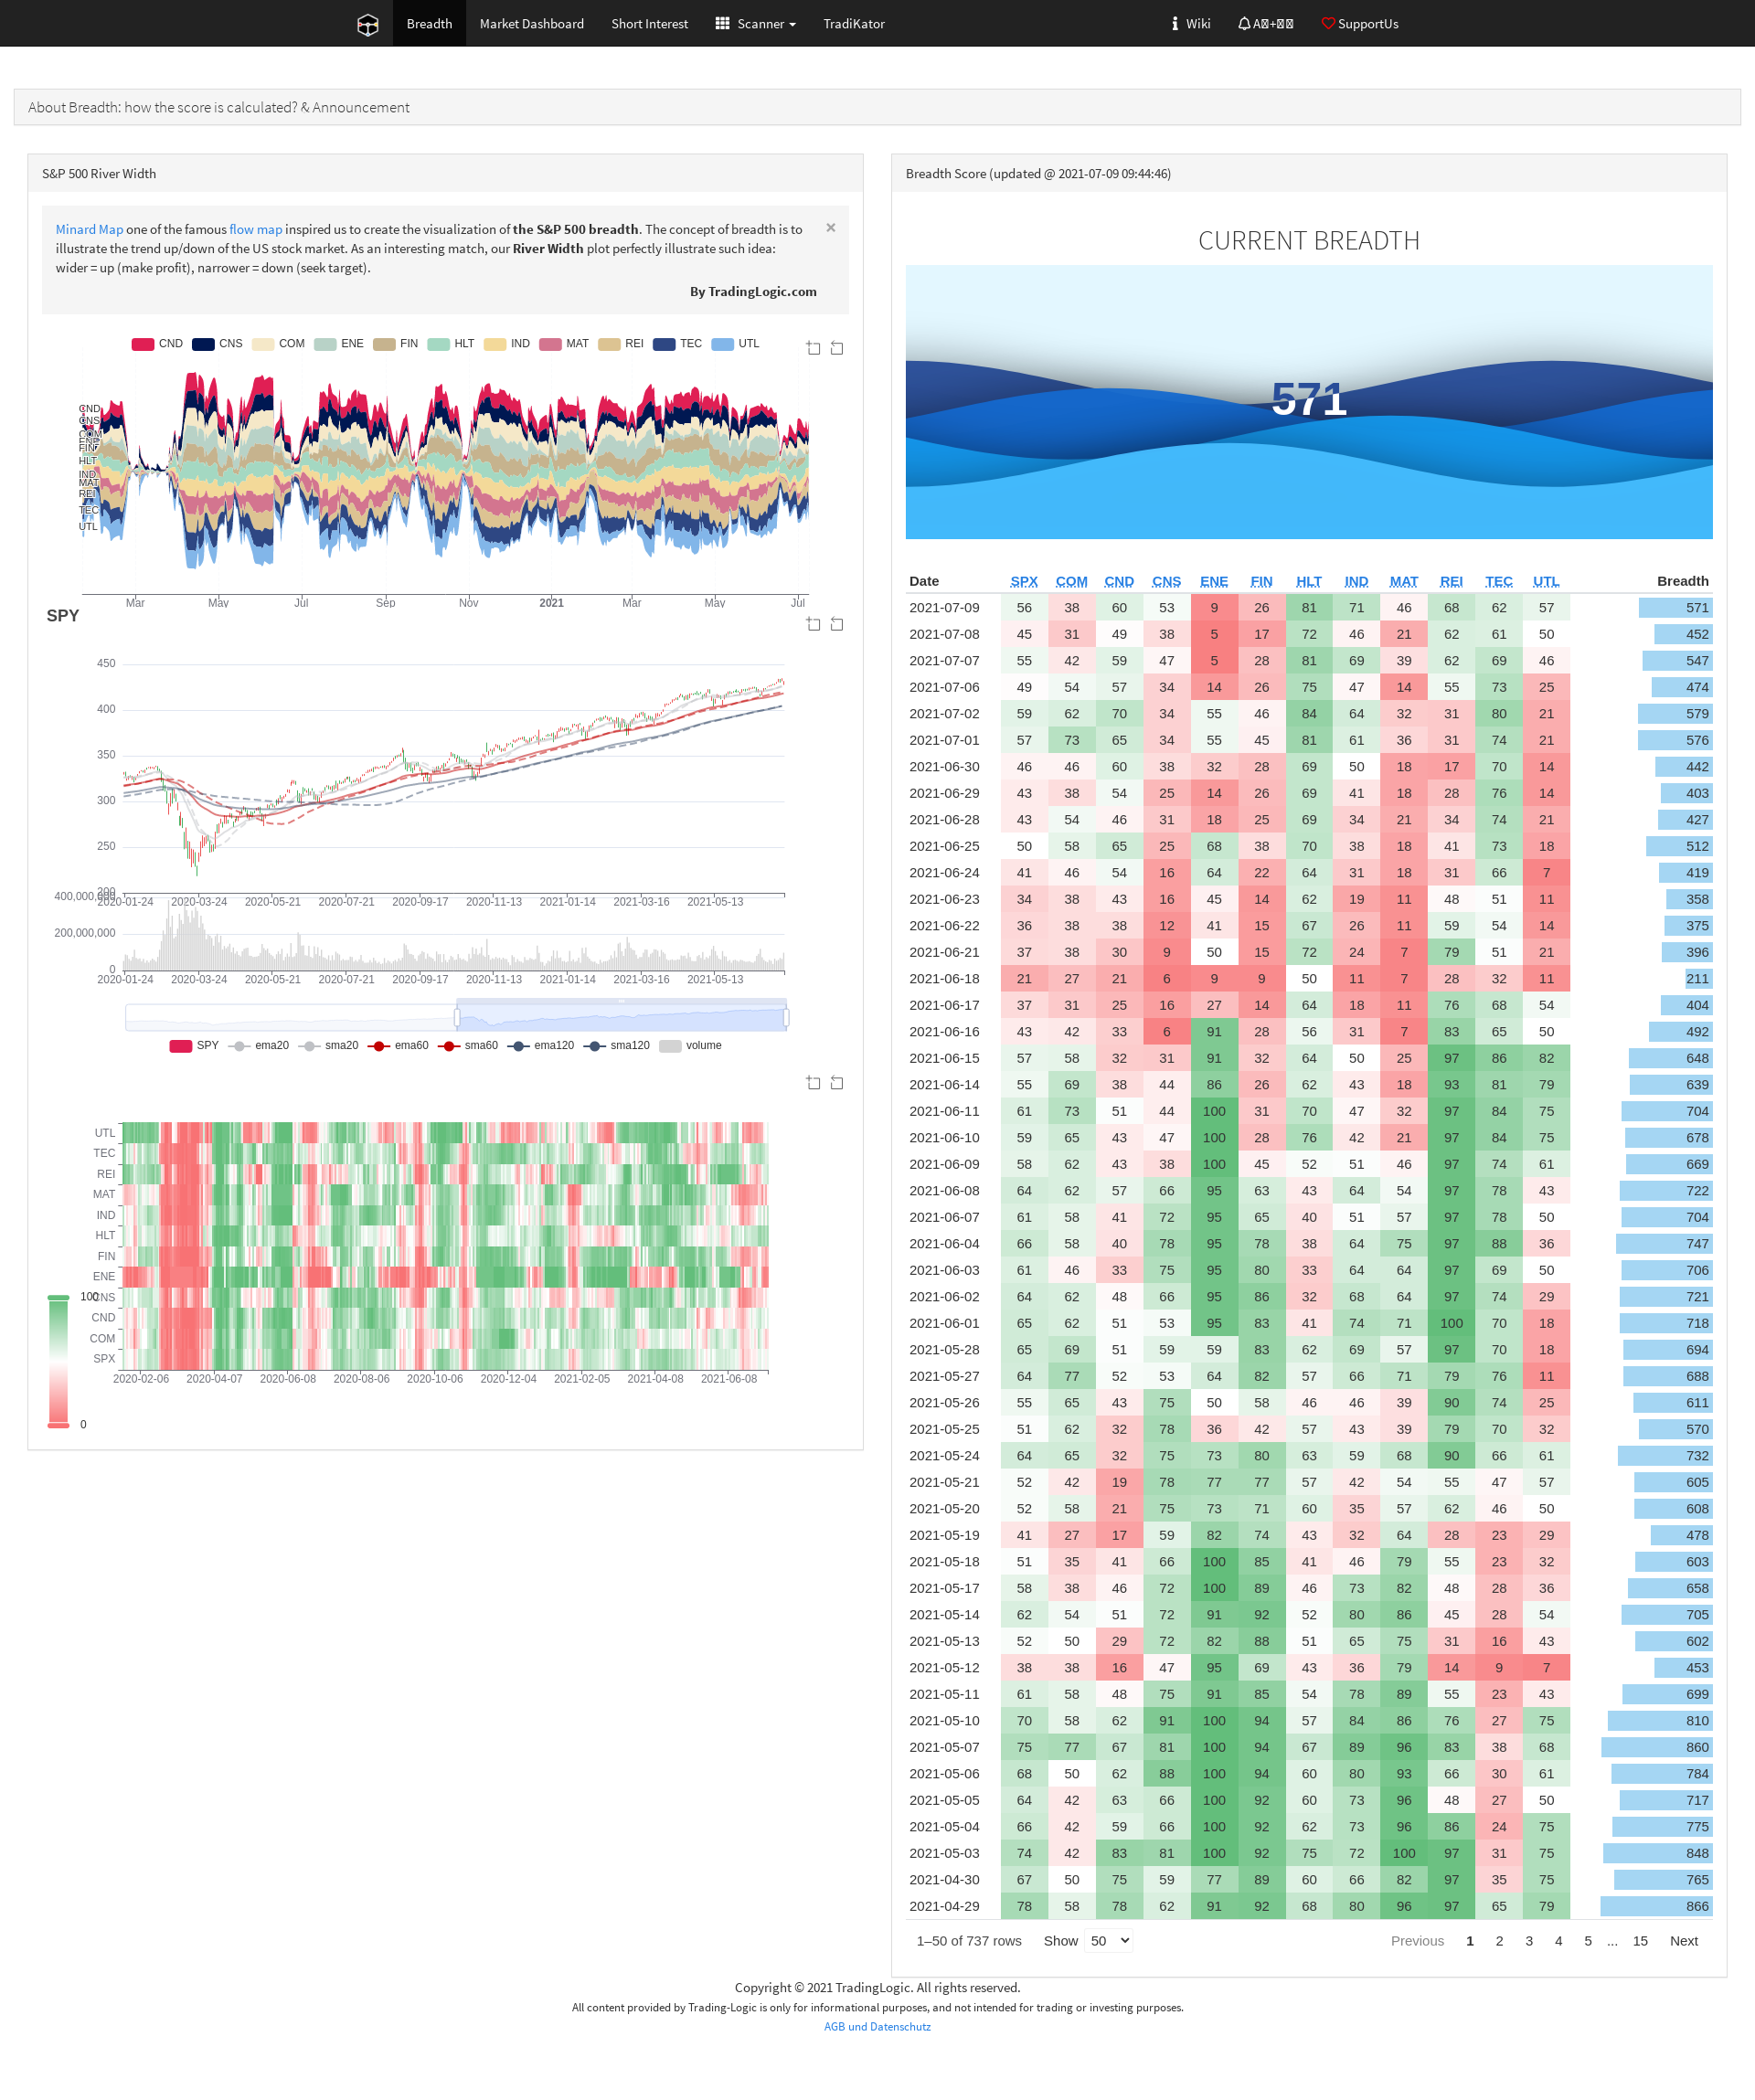 Breadth Market Dashboard Short Interest Scanner TradiKator Wiki SupportUs
About Breadth: how the score is calculated? & Announcement
S&P 500 River Width
Minard Map one of the famous flow map inspired us to create the visualization of the S&P 500 breadth. The concept of breadth is to ×
illustrate the trend up/down of the US stock market. As an interesting match, our River Width plot perfectly illustrate such idea:
wider = up (make profit), narrower = down (seek target).
By TradingLogic.com
CND CNS COM ENE FIN HLT IND MAT REI TEC UTL
CND
CNS
COM
ENE
FIN
HLT
IND
MAT
REI
TEC
UTL
Mar May Jul Sep Nov 2021 Mar May Jul
SPY
450
400
350
300
250
200
2020-01-24 2020-03-24 2020-05-21 2020-07-21 2020-09-17 2020-11-13 2021-01-14 2021-03-16 2021-05-13
400,000,000
200,000,000
0
2020-01-24 2020-03-24 2020-05-21 2020-07-21 2020-09-17 2020-11-13 2021-01-14 2021-03-16 2021-05-13
SPY ema20 sma20 ema60 sma60 ema120 sma120 volume
UTL
TEC
REI
MAT
IND
HLT
FIN
ENE
CNS
CND
COM
SPX
2020-02-06 2020-04-07 2020-06-08 2020-08-06 2020-10-06 2020-12-04 2021-02-05 2021-04-08 2021-06-08
100
0
Breadth Score (updated @ 2021-07-09 09:44:46)
CURRENT BREADTH
571
Date SPX COM CND CNS ENE FIN HLT IND MAT REI TEC UTL Breadth
2021-07-09 56 38 60 53 9 26 81 71 46 68 62 57 571
2021-07-08 45 31 49 38 5 17 72 46 21 62 61 50 452
2021-07-07 55 42 59 47 5 28 81 69 39 62 69 46 547
2021-07-06 49 54 57 34 14 26 75 47 14 55 73 25 474
2021-07-02 59 62 70 34 55 46 84 64 32 31 80 21 579
2021-07-01 57 73 65 34 55 45 81 61 36 31 74 21 576
2021-06-30 46 46 60 38 32 28 69 50 18 17 70 14 442
2021-06-29 43 38 54 25 14 26 69 41 18 28 76 14 403
2021-06-28 43 54 46 31 18 25 69 34 21 34 74 21 427
2021-06-25 50 58 65 25 68 38 70 38 18 41 73 18 512
2021-06-24 41 46 54 16 64 22 64 31 18 31 66 7 419
2021-06-23 34 38 43 16 45 14 62 19 11 48 51 11 358
2021-06-22 36 38 38 12 41 15 67 26 11 59 54 14 375
2021-06-21 37 38 30 9 50 15 72 24 7 79 51 21 396
2021-06-18 21 27 21 6 9 9 50 11 7 28 32 11 211
2021-06-17 37 31 25 16 27 14 64 18 11 76 68 54 404
2021-06-16 43 42 33 6 91 28 56 31 7 83 65 50 492
2021-06-15 57 58 32 31 91 32 64 50 25 97 86 82 648
2021-06-14 55 69 38 44 86 26 62 43 18 93 81 79 639
2021-06-11 61 73 51 44 100 31 70 47 32 97 84 75 704
2021-06-10 59 65 43 47 100 28 76 42 21 97 84 75 678
2021-06-09 58 62 43 38 100 45 52 51 46 97 74 61 669
2021-06-08 64 62 57 66 95 63 43 64 54 97 78 43 722
2021-06-07 61 58 41 72 95 65 40 51 57 97 78 50 704
2021-06-04 66 58 40 78 95 78 38 64 75 97 88 36 747
2021-06-03 61 46 33 75 95 80 33 64 64 97 69 50 706
2021-06-02 64 62 48 66 95 86 32 68 64 97 74 29 721
2021-06-01 65 62 51 53 95 83 41 74 71 100 70 18 718
2021-05-28 65 69 51 59 59 83 62 69 57 97 70 18 694
2021-05-27 64 77 52 53 64 82 57 66 71 79 76 11 688
2021-05-26 55 65 43 75 50 58 46 46 39 90 74 25 611
2021-05-25 51 62 32 78 36 42 57 43 39 79 70 32 570
2021-05-24 64 65 32 75 73 80 63 59 68 90 66 61 732
2021-05-21 52 42 19 78 77 77 57 42 54 55 47 57 605
2021-05-20 52 58 21 75 73 71 60 35 57 62 46 50 608
2021-05-19 41 27 17 59 82 74 43 32 64 28 23 29 478
2021-05-18 51 35 41 66 100 85 41 46 79 55 23 32 603
2021-05-17 58 38 46 72 100 89 46 73 82 48 28 36 658
2021-05-14 62 54 51 72 91 92 52 80 86 45 28 54 705
2021-05-13 52 50 29 72 82 88 51 65 75 31 16 43 602
2021-05-12 38 38 16 47 95 69 43 36 79 14 9 7 453
2021-05-11 61 58 48 75 91 85 54 78 89 55 23 43 699
2021-05-10 70 58 62 91 100 94 57 84 86 76 27 75 810
2021-05-07 75 77 67 81 100 94 67 89 96 83 38 68 860
2021-05-06 68 50 62 88 100 94 60 80 93 66 30 61 784
2021-05-05 64 42 63 66 100 92 60 73 96 48 27 50 717
2021-05-04 66 42 59 66 100 92 62 73 96 86 24 75 775
2021-05-03 74 42 83 81 100 92 75 72 100 97 31 75 848
2021-04-30 67 50 75 59 77 89 60 66 82 97 35 75 765
2021-04-29 78 58 78 62 91 92 68 80 96 97 65 79 866
1–50 of 737 rows Show 50 Previous 1 2 3 4 5 ... 15 Next
Copyright © 2021 TradingLogic. All rights reserved.
All content provided by Trading-Logic is only for informational purposes, and not intended for trading or investing purposes.
AGB und Datenschutz